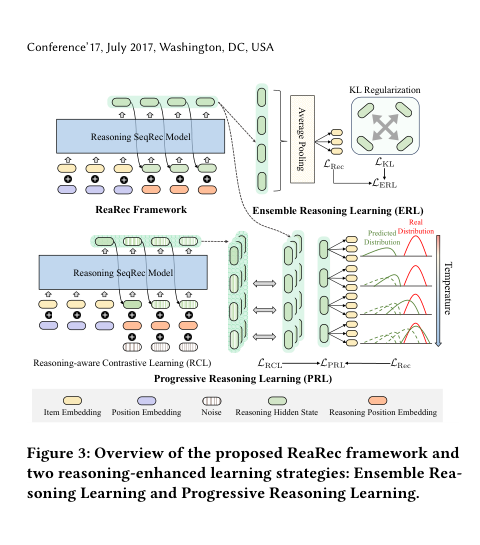 Conference'17, July 2017, Washington, DC, USA
KL Regularization
Reasoning SeqRec Model
Average Pooling
ℒRec
ℒKL
ℒERL
ReaRec Framework
Ensemble Reasoning Learning (ERL)
Real
Distribution
Predicted
Distribution
Reasoning SeqRec Model
Temperature
Reasoning-aware Contrastive Learning (RCL)
ℒRCL
ℒPRL
ℒRec
Progressive Reasoning Learning (PRL)
Item Embedding
Position Embedding
Noise
Reasoning Hidden State
Reasoning Position Embedding
Figure 3: Overview of the proposed ReaRec framework and
two reasoning-enhanced learning strategies: Ensemble Rea-
soning Learning and Progressive Reasoning Learning.